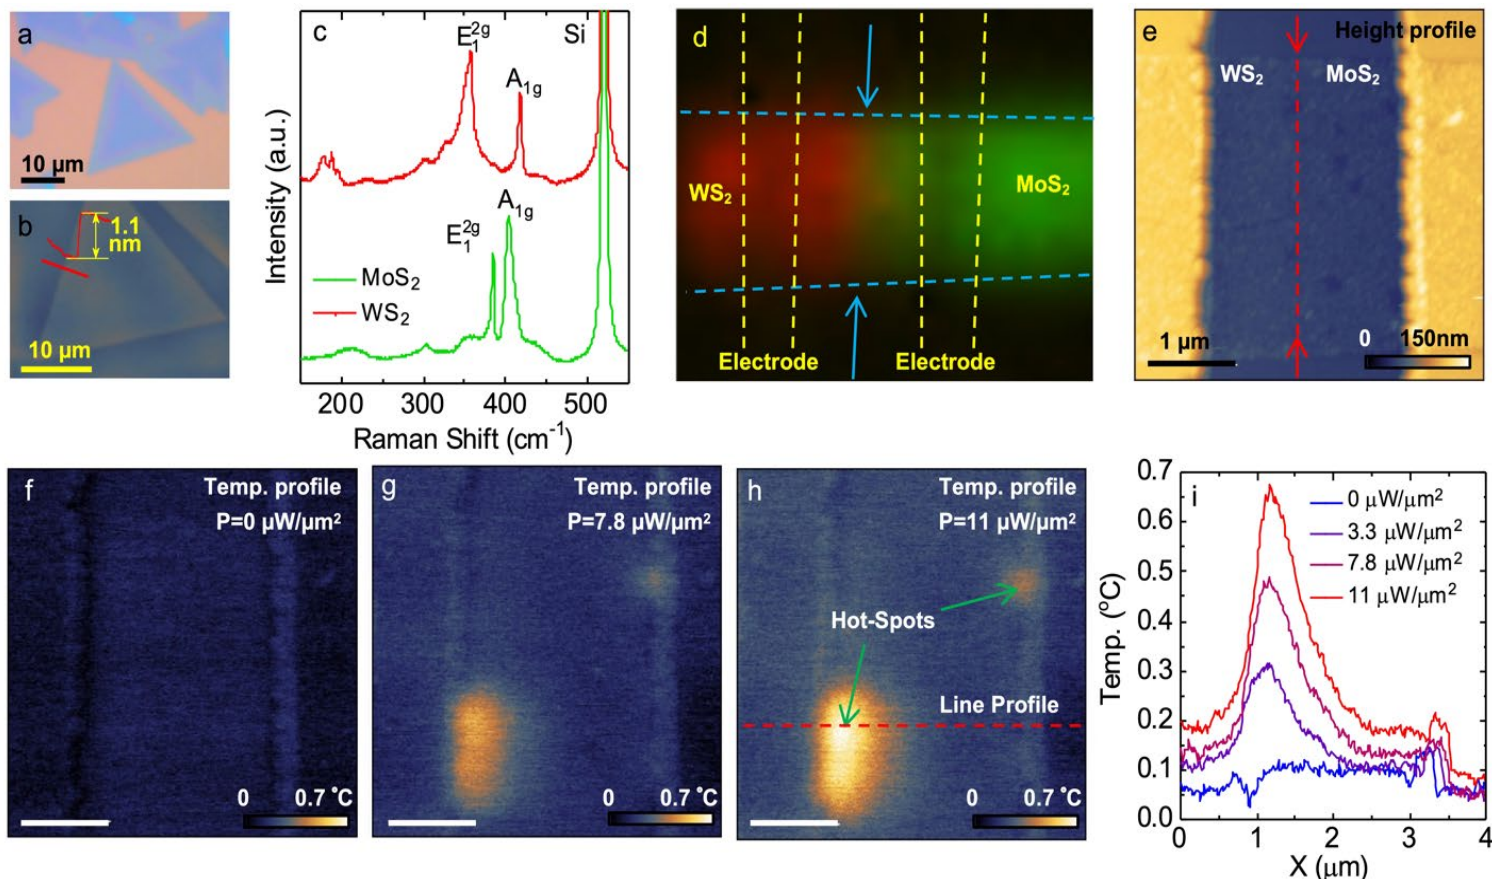 a
10 µm
b
1.1
nm
10 µm
c
E₁²ᵍ
A₁g
Si
E₁²ᵍ
A₁g
MoS₂
WS₂
Intensity (a.u.)
200 300 400 500
Raman Shift (cm⁻¹)
d
WS₂
MoS₂
Electrode
Electrode
e
Height profile
WS₂
MoS₂
1 µm
0 150nm
f
Temp. profile
P=0 µW/µm²
0 0.7 °C
g
Temp. profile
P=7.8 µW/µm²
0 0.7 °C
h
Temp. profile
P=11 µW/µm²
Hot-Spots
Line Profile
0 0.7 °C
i
0 µW/µm²
3.3 µW/µm²
7.8 µW/µm²
11 µW/µm²
Temp. (°C)
0.7
0.6
0.5
0.4
0.3
0.2
0.1
0.0
0 1 2 3 4
X (µm)